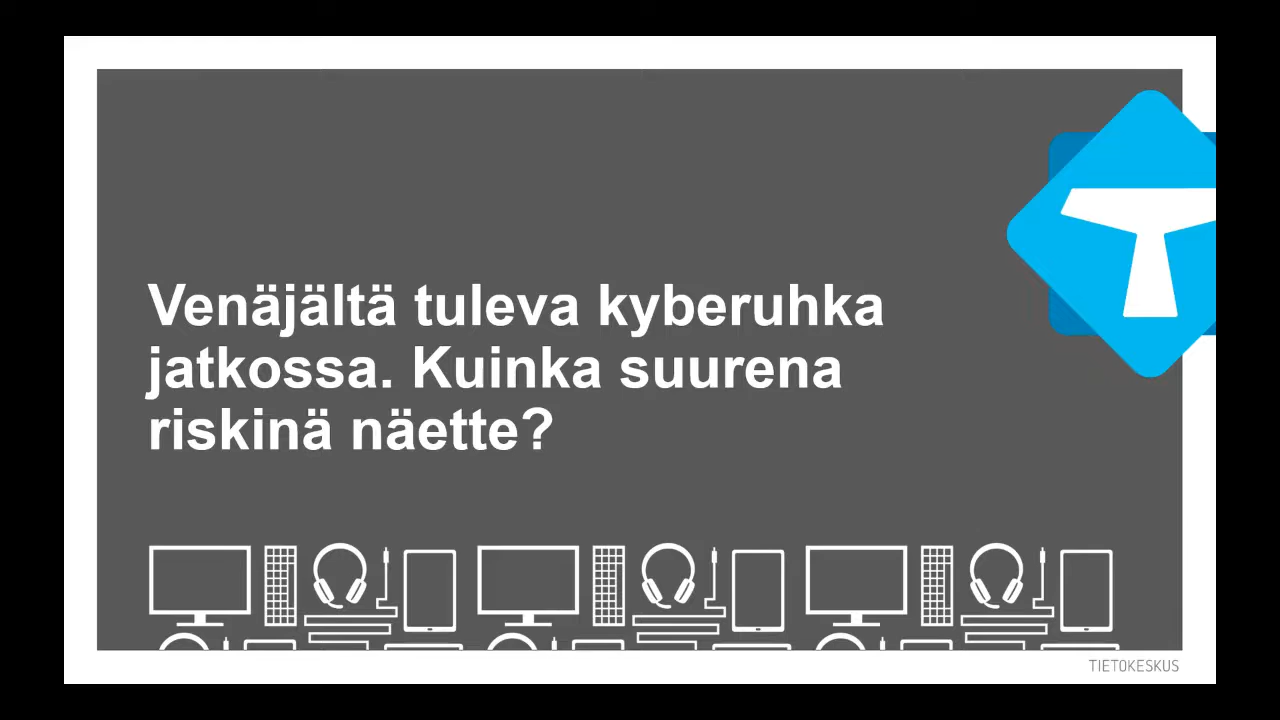 Venäjältä tuleva kyberuhka
jatkossa. Kuinka suurena
riskinä näette?
TIETOKESKUS